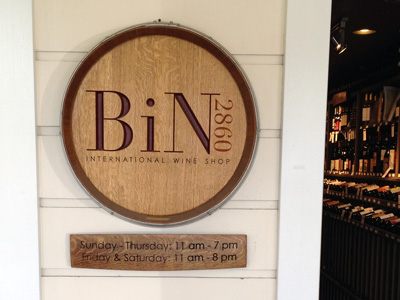 BiN 2860
INTERNATIONAL WINE SHOP
Sunday - Thursday: 11 am - 7 pm
Friday & Saturday: 11 am - 8 pm